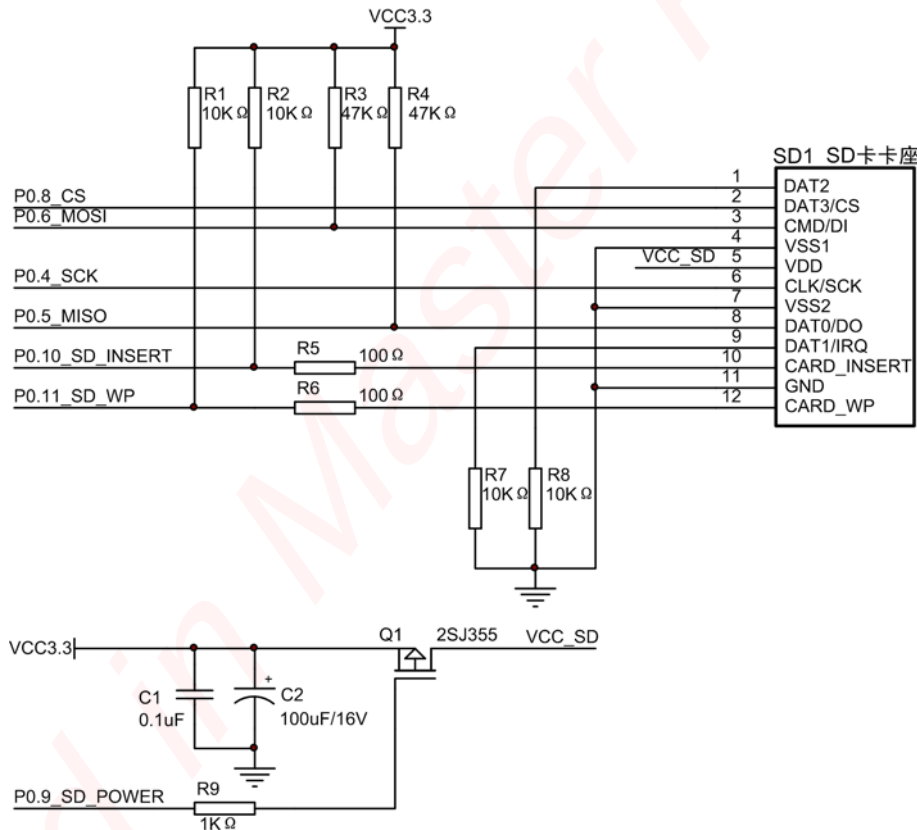 VCC3.3
R1
10KΩ
R2
10KΩ
R3
47KΩ
R4
47KΩ
SD1 SD卡卡座
P0.8_CS
P0.6_MOSI
P0.4_SCK
P0.5_MISO
P0.10_SD_INSERT
P0.11_SD_WP
R5
100Ω
R6
100Ω
VCC_SD
1 DAT2
2 DAT3/CS
3 CMD/DI
4 VSS1
5 VDD
6 CLK/SCK
7 VSS2
8 DAT0/DO
9 DAT1/IRQ
10 CARD_INSERT
11 GND
12 CARD_WP
R7
10KΩ
R8
10KΩ
VCC3.3
Q1
2SJ355
VCC_SD
C1
0.1uF
+
C2
100uF/16V
P0.9_SD_POWER
R9
1KΩ
d in Master